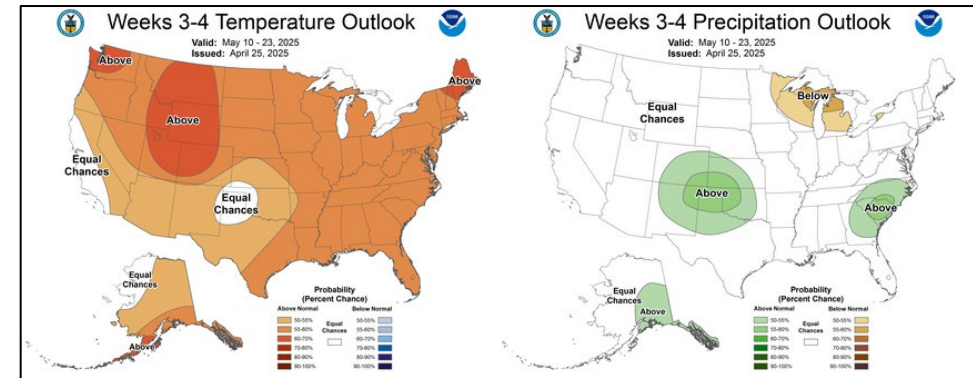 Weeks 3-4 Temperature Outlook
Valid: May 10 - 23, 2025
Issued: April 25, 2025
Above
Above
Above
Equal
Chances
Equal
Chances
Equal
Chances
Above
Probability
(Percent Chance)
Above Normal
Below Normal
50-55%
55-60%
60-70%
70-80%
80-90%
90-100%
Equal
Chances
50-55%
55-60%
60-70%
70-80%
80-90%
90-100%
Weeks 3-4 Precipitation Outlook
Valid: May 10 - 23, 2025
Issued: April 25, 2025
Below
Equal
Chances
Above
Above
Equal
Chances
Above
Probability
(Percent Chance)
Above Normal
Below Normal
50-55%
55-60%
60-70%
70-80%
80-90%
90-100%
Equal
Chances
50-55%
55-60%
60-70%
70-80%
80-90%
90-100%